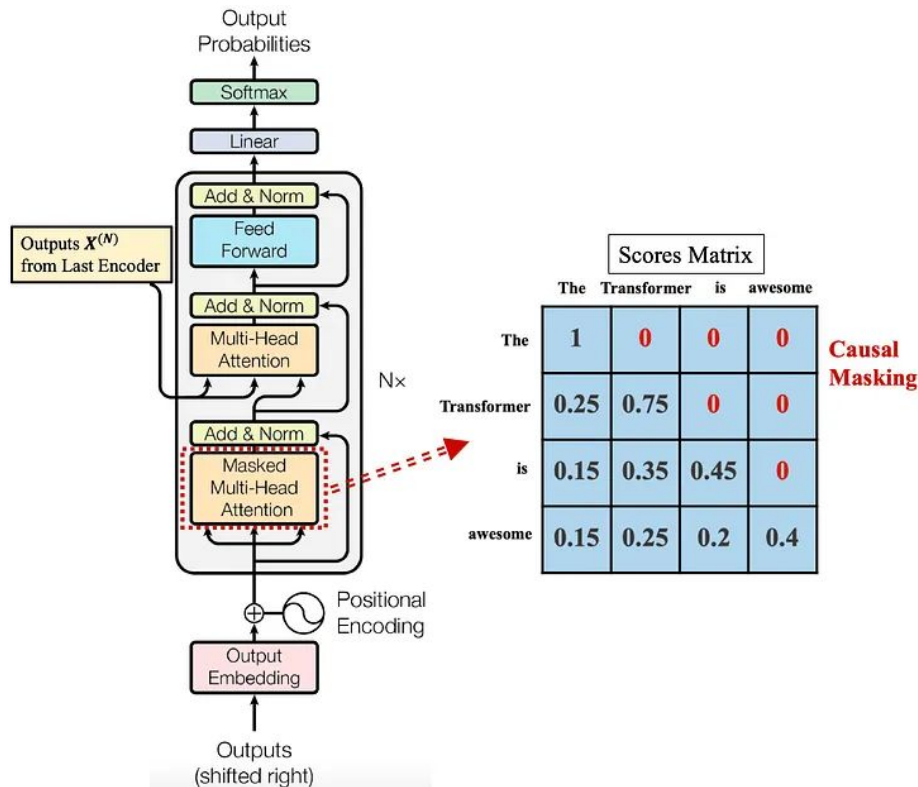 Output
Probabilities
Softmax
Linear
Add & Norm
Feed
Forward
Outputs X^(N)
from Last Encoder
Add & Norm
Multi-Head
Attention
N×
Add & Norm
Masked
Multi-Head
Attention
Positional
Encoding
Output
Embedding
Outputs
(shifted right)
Scores Matrix
The Transformer is awesome
The 1 0 0 0
Transformer 0.25 0.75 0 0
is 0.15 0.35 0.45 0
awesome 0.15 0.25 0.2 0.4
Causal
Masking